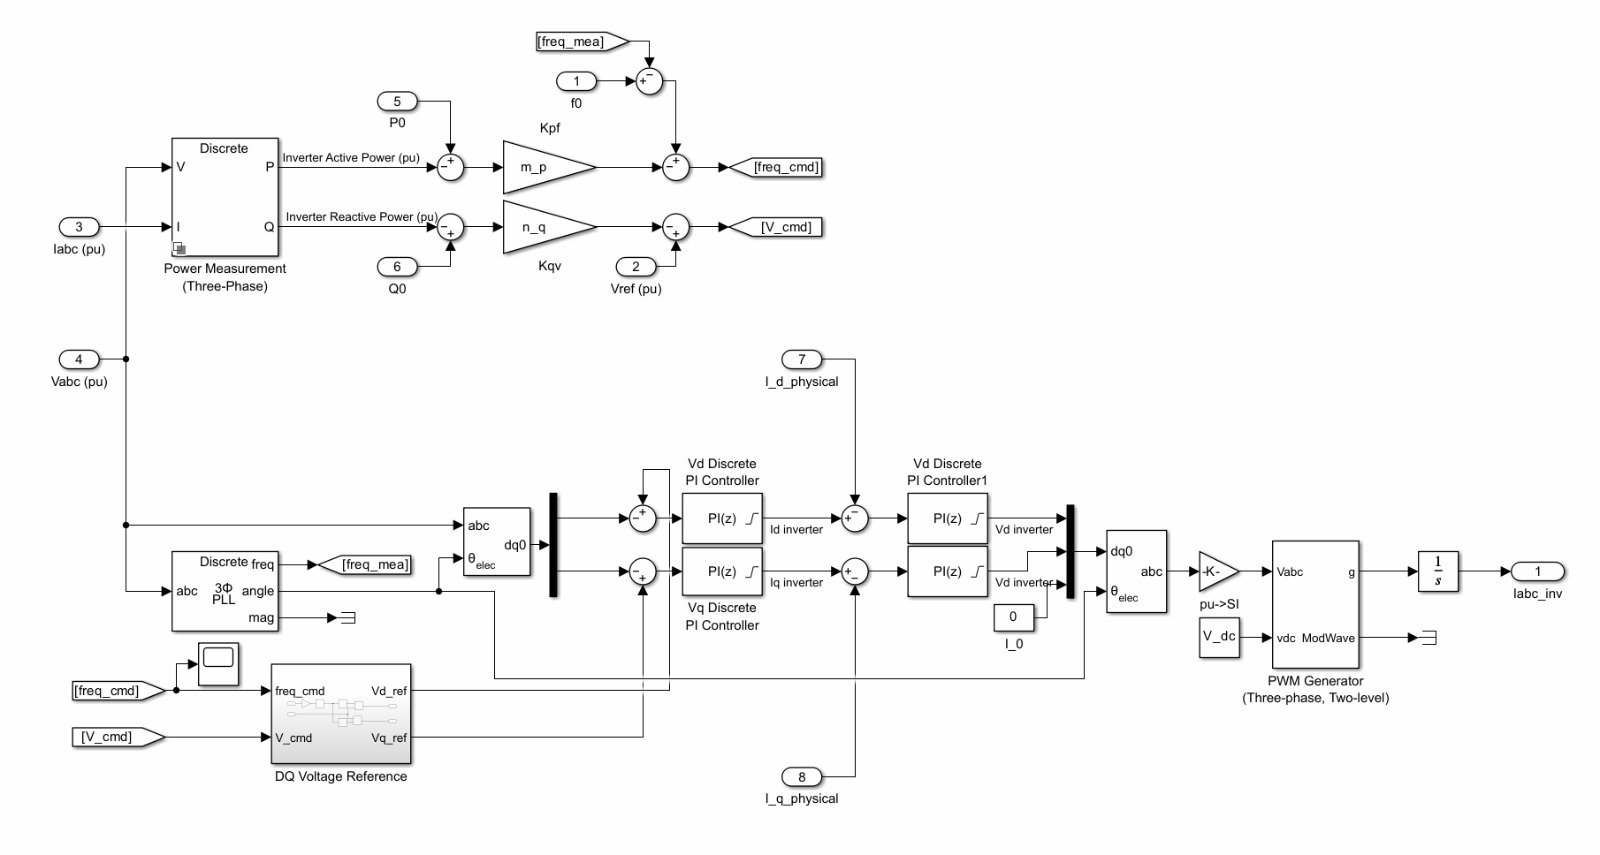 [freq_mea]
1
f0
5
P0
Kpf
Discrete
V
P
I
Q
Power Measurement
(Three-Phase)
Inverter Active Power (pu)
Inverter Reactive Power (pu)
m_p
n_q
Kqv
[freq_cmd]
[V_cmd]
3
Iabc (pu)
6
Q0
2
Vref (pu)
4
Vabc (pu)
7
I_d_physical
abc
θelec
dq0
Discrete
freq
abc
3Φ
PLL
angle
mag
[freq_mea]
Vd Discrete
PI Controller
PI(z)
Id inverter
PI(z)
Iq inverter
Vq Discrete
PI Controller
Vd Discrete
PI Controller1
PI(z)
Vd inverter
PI(z)
Vd inverter
0
I_0
dq0
abc
θelec
-K-
pu->SI
V_dc
Vabc
g
vdc
ModWave
PWM Generator
(Three-phase, Two-level)
1
s
1
Iabc_inv
[freq_cmd]
[V_cmd]
freq_cmd
Vd_ref
V_cmd
Vq_ref
DQ Voltage Reference
8
I_q_physical